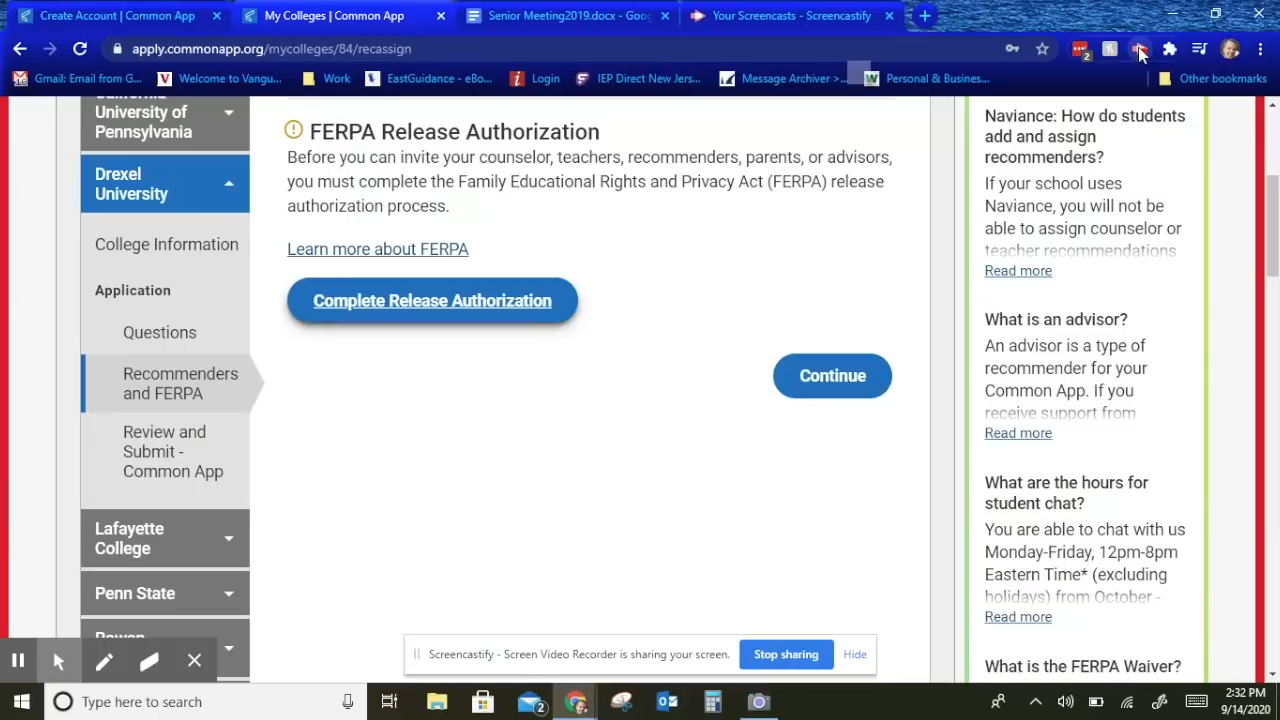 Create Account | Common App
My Colleges | Common App
Senior Meeting2019.docx - Goo
Your Screencasts - Screencastify
apply.commonapp.org/mycolleges/84/recassign
2
Gmail: Email from G...
Welcome to Vangu...
Work
EastGuidance - eBo...
Login
IEP Direct New Jers...
Message Archiver >...
Personal & Busines...
Other bookmarks
California
University of
Pennsylvania
Drexel
University
College Information
Application
Questions
Recommenders
and FERPA
Review and
Submit -
Common App
Lafayette
College
Penn State
Rowan
FERPA Release Authorization
Before you can invite your counselor, teachers, recommenders, parents, or advisors,
you must complete the Family Educational Rights and Privacy Act (FERPA) release
authorization process.
Learn more about FERPA
Complete Release Authorization
Continue
Naviance: How do students
add and assign
recommenders?
If your school uses
Naviance, you will not be
able to assign counselor or
teacher recommendations
Read more
What is an advisor?
An advisor is a type of
recommender for your
Common App. If you
receive support from
Read more
What are the hours for
student chat?
You are able to chat with us
Monday-Friday, 12pm-8pm
Eastern Time* (excluding
holidays) from October -
Read more
What is the FERPA Waiver?
Screencastify - Screen Video Recorder is sharing your screen.
Stop sharing
Hide
Type here to search
2
2:32 PM
9/14/2020